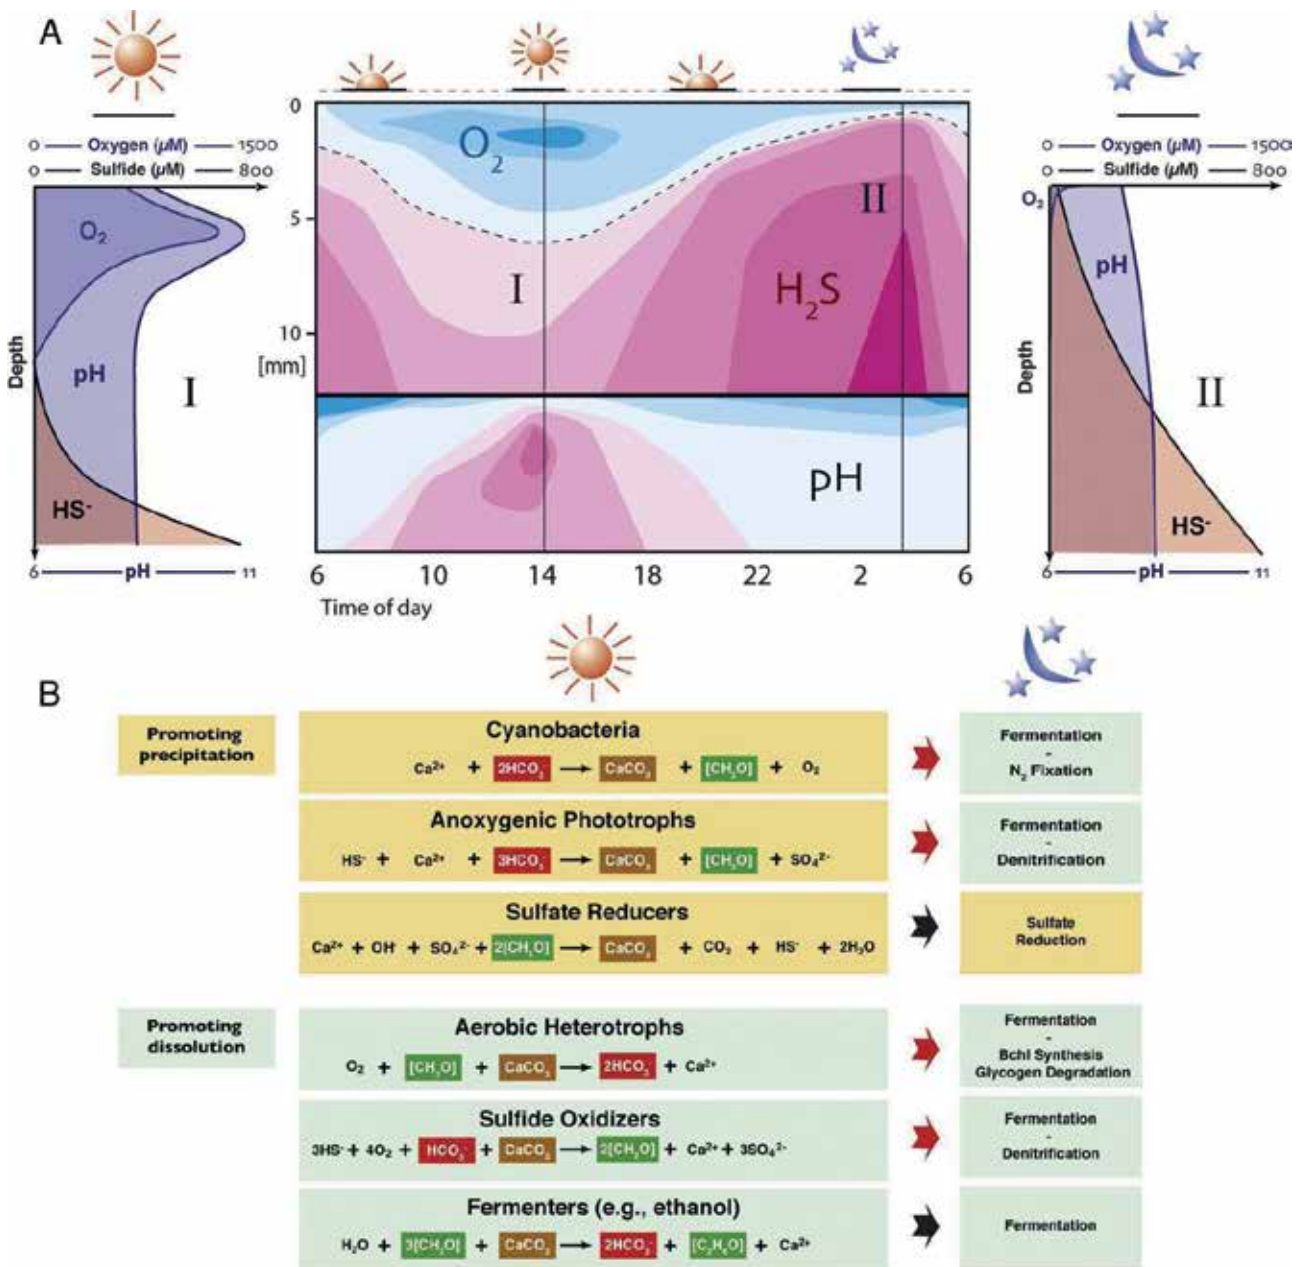 A
Oxygen (µM) 1500
Sulfide (µM) 800
O₂
pH
HS⁻
Depth
I
6 pH 11
0
5
10
[mm]
O₂
I
II
H₂S
pH
6 10 14 18 22 2 6
Time of day
Oxygen (µM) 1500
Sulfide (µM) 800
O₂
pH
HS⁻
Depth
II
6 pH 11
B
Promoting
precipitation
Cyanobacteria
Ca²⁺ + 2HCO₃⁻ → CaCO₃ + [CH₂O] + O₂
Fermentation
-
N₂ Fixation
Anoxygenic Phototrophs
HS⁻ + Ca²⁺ + 3HCO₃⁻ → CaCO₃ + [CH₂O] + SO₄²⁻
Fermentation
-
Denitrification
Sulfate Reducers
Ca²⁺ + OH⁻ + SO₄²⁻ + 2[CH₂O] → CaCO₃ + CO₂ + HS⁻ + 2H₂O
Sulfate
Reduction
Promoting
dissolution
Aerobic Heterotrophs
O₂ + [CH₂O] + CaCO₃ → 2HCO₃⁻ + Ca²⁺
Fermentation
-
Bchl Synthesis
Glycogen Degradation
Sulfide Oxidizers
3HS⁻ + 4O₂ + HCO₃⁻ + CaCO₃ → 2[CH₂O] + Ca²⁺ + 3SO₄²⁻
Fermentation
-
Denitrification
Fermenters (e.g., ethanol)
H₂O + 3[CH₂O] + CaCO₃ → 2HCO₃⁻ + [C₂H₆O] + Ca²⁺
Fermentation